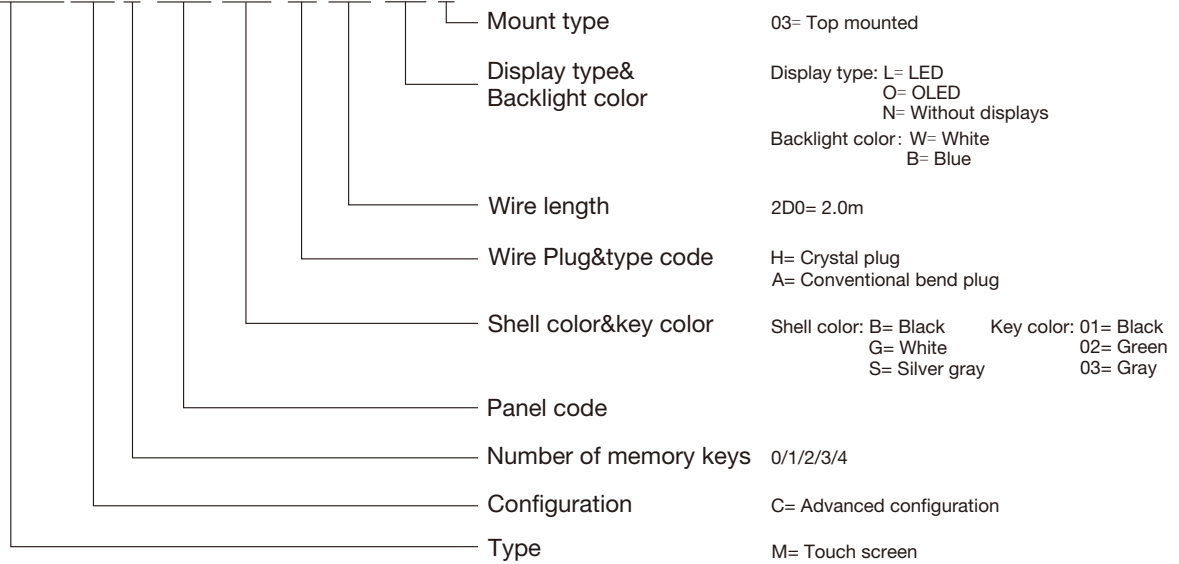 Mount type 03= Top mounted
Display type& Display type: L= LED
Backlight color O= OLED
N= Without displays
Backlight color: W= White
B= Blue
Wire length 2D0= 2.0m
Wire Plug&type code H= Crystal plug
A= Conventional bend plug
Shell color&key color Shell color: B= Black Key color: 01= Black
G= White 02= Green
S= Silver gray 03= Gray
Panel code
Number of memory keys 0/1/2/3/4
Configuration C= Advanced configuration
Type M= Touch screen